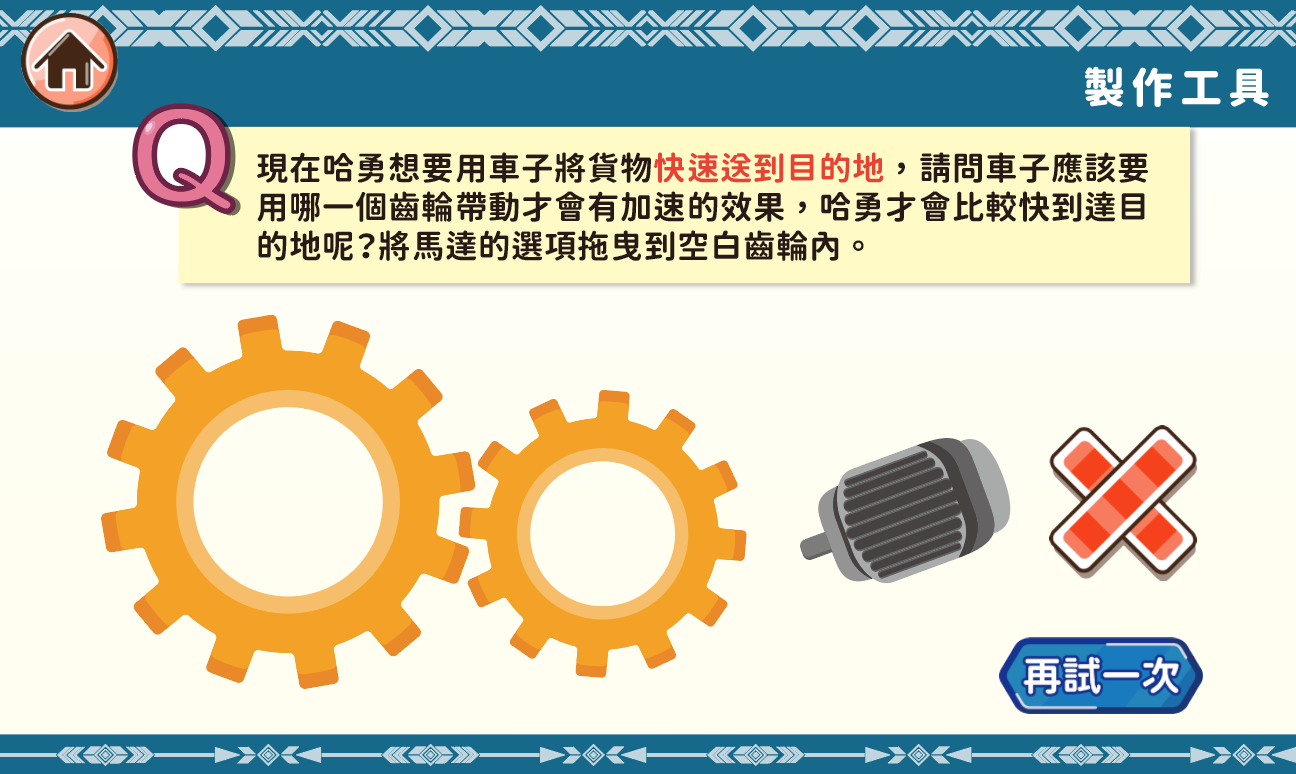 製作工具
Q
現在哈勇想要用車子將貨物快速送到目的地，請問車子應該要
用哪一個齒輪帶動才會有加速的效果，哈勇才會比較快到達目
的地呢?將馬達的選項拖曳到空白齒輪內。
再試一次